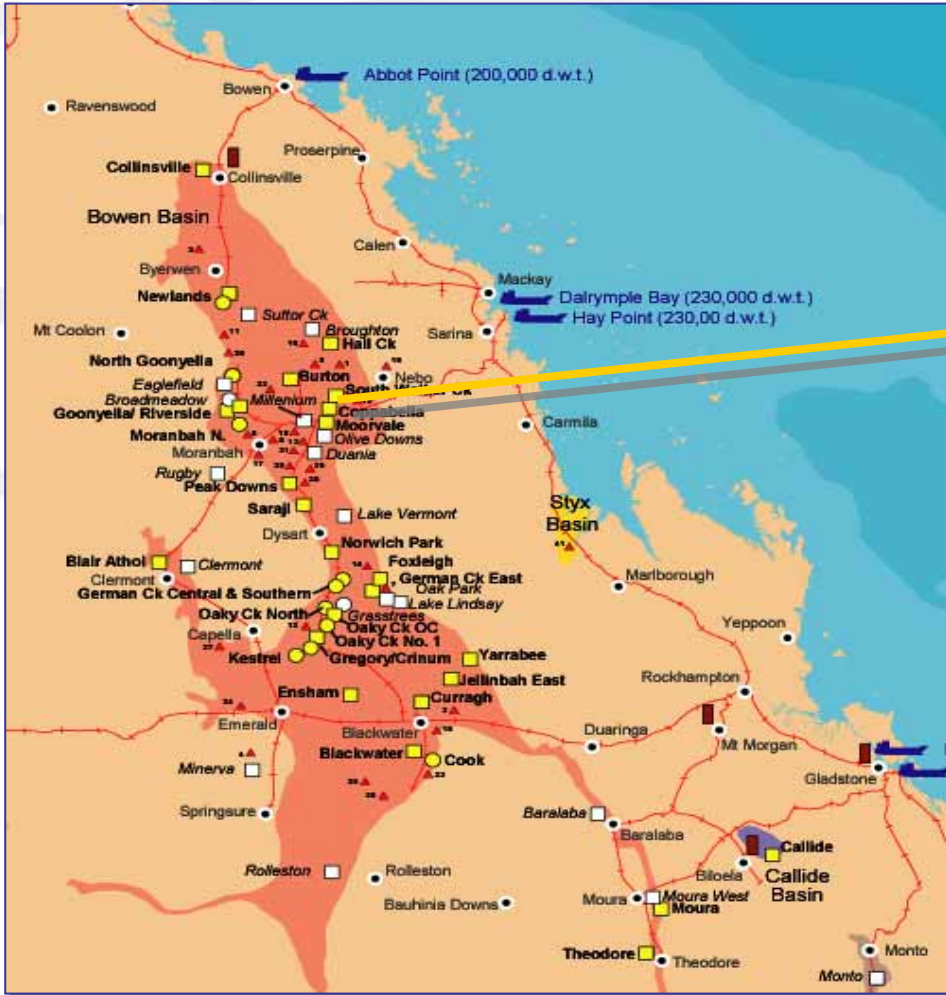 Abbot Point (200,000 d.w.t.)
Bowen
Ravenswood
Proserpine
Collinsville
Collinsville
Bowen Basin
Calen
Byerwen
Mackay
Newlands
Dalrymple Bay (230,000 d.w.t.)
Suttor Ck
Hay Point (230,00 d.w.t.)
Mt Coolon
Broughton
Sarina
Hail Ck
North Goonyella
Burton
Nebo
Eaglefield
Broadmeadow
Millenium
Goonyella/ Riverside
Coppabella
Moorvale
Carmila
Moranbah N.
Olive Downs
Moranbah
Duania
Rugby
Peak Downs
Saraji
Lake Vermont
Styx
Basin
Dysart
Norwich Park
Blair Athol
Clermont
Foxleigh
Clermont
German Ck East
German Ck Central & Southern
Oak Park
Marlborough
Lake Lindsay
Oaky Ck North
Grasstrees
Oaky Ck OC
Capella
Oaky Ck No. 1
Yeppoon
Kestrel
Gregory/Crinum
Yarrabee
Jellinbah East
Rockhampton
Ensham
Curragh
Emerald
Blackwater
Duaringa
Mt Morgan
Blackwater
Cook
Minerva
Gladstone
Springsure
Baralaba
Baralaba
Callide
Rolleston
Rolleston
Biloela
Callide
Basin
Bauhinia Downs
Moura
Moura West
Moura
Theodore
Theodore
Monto
Monto